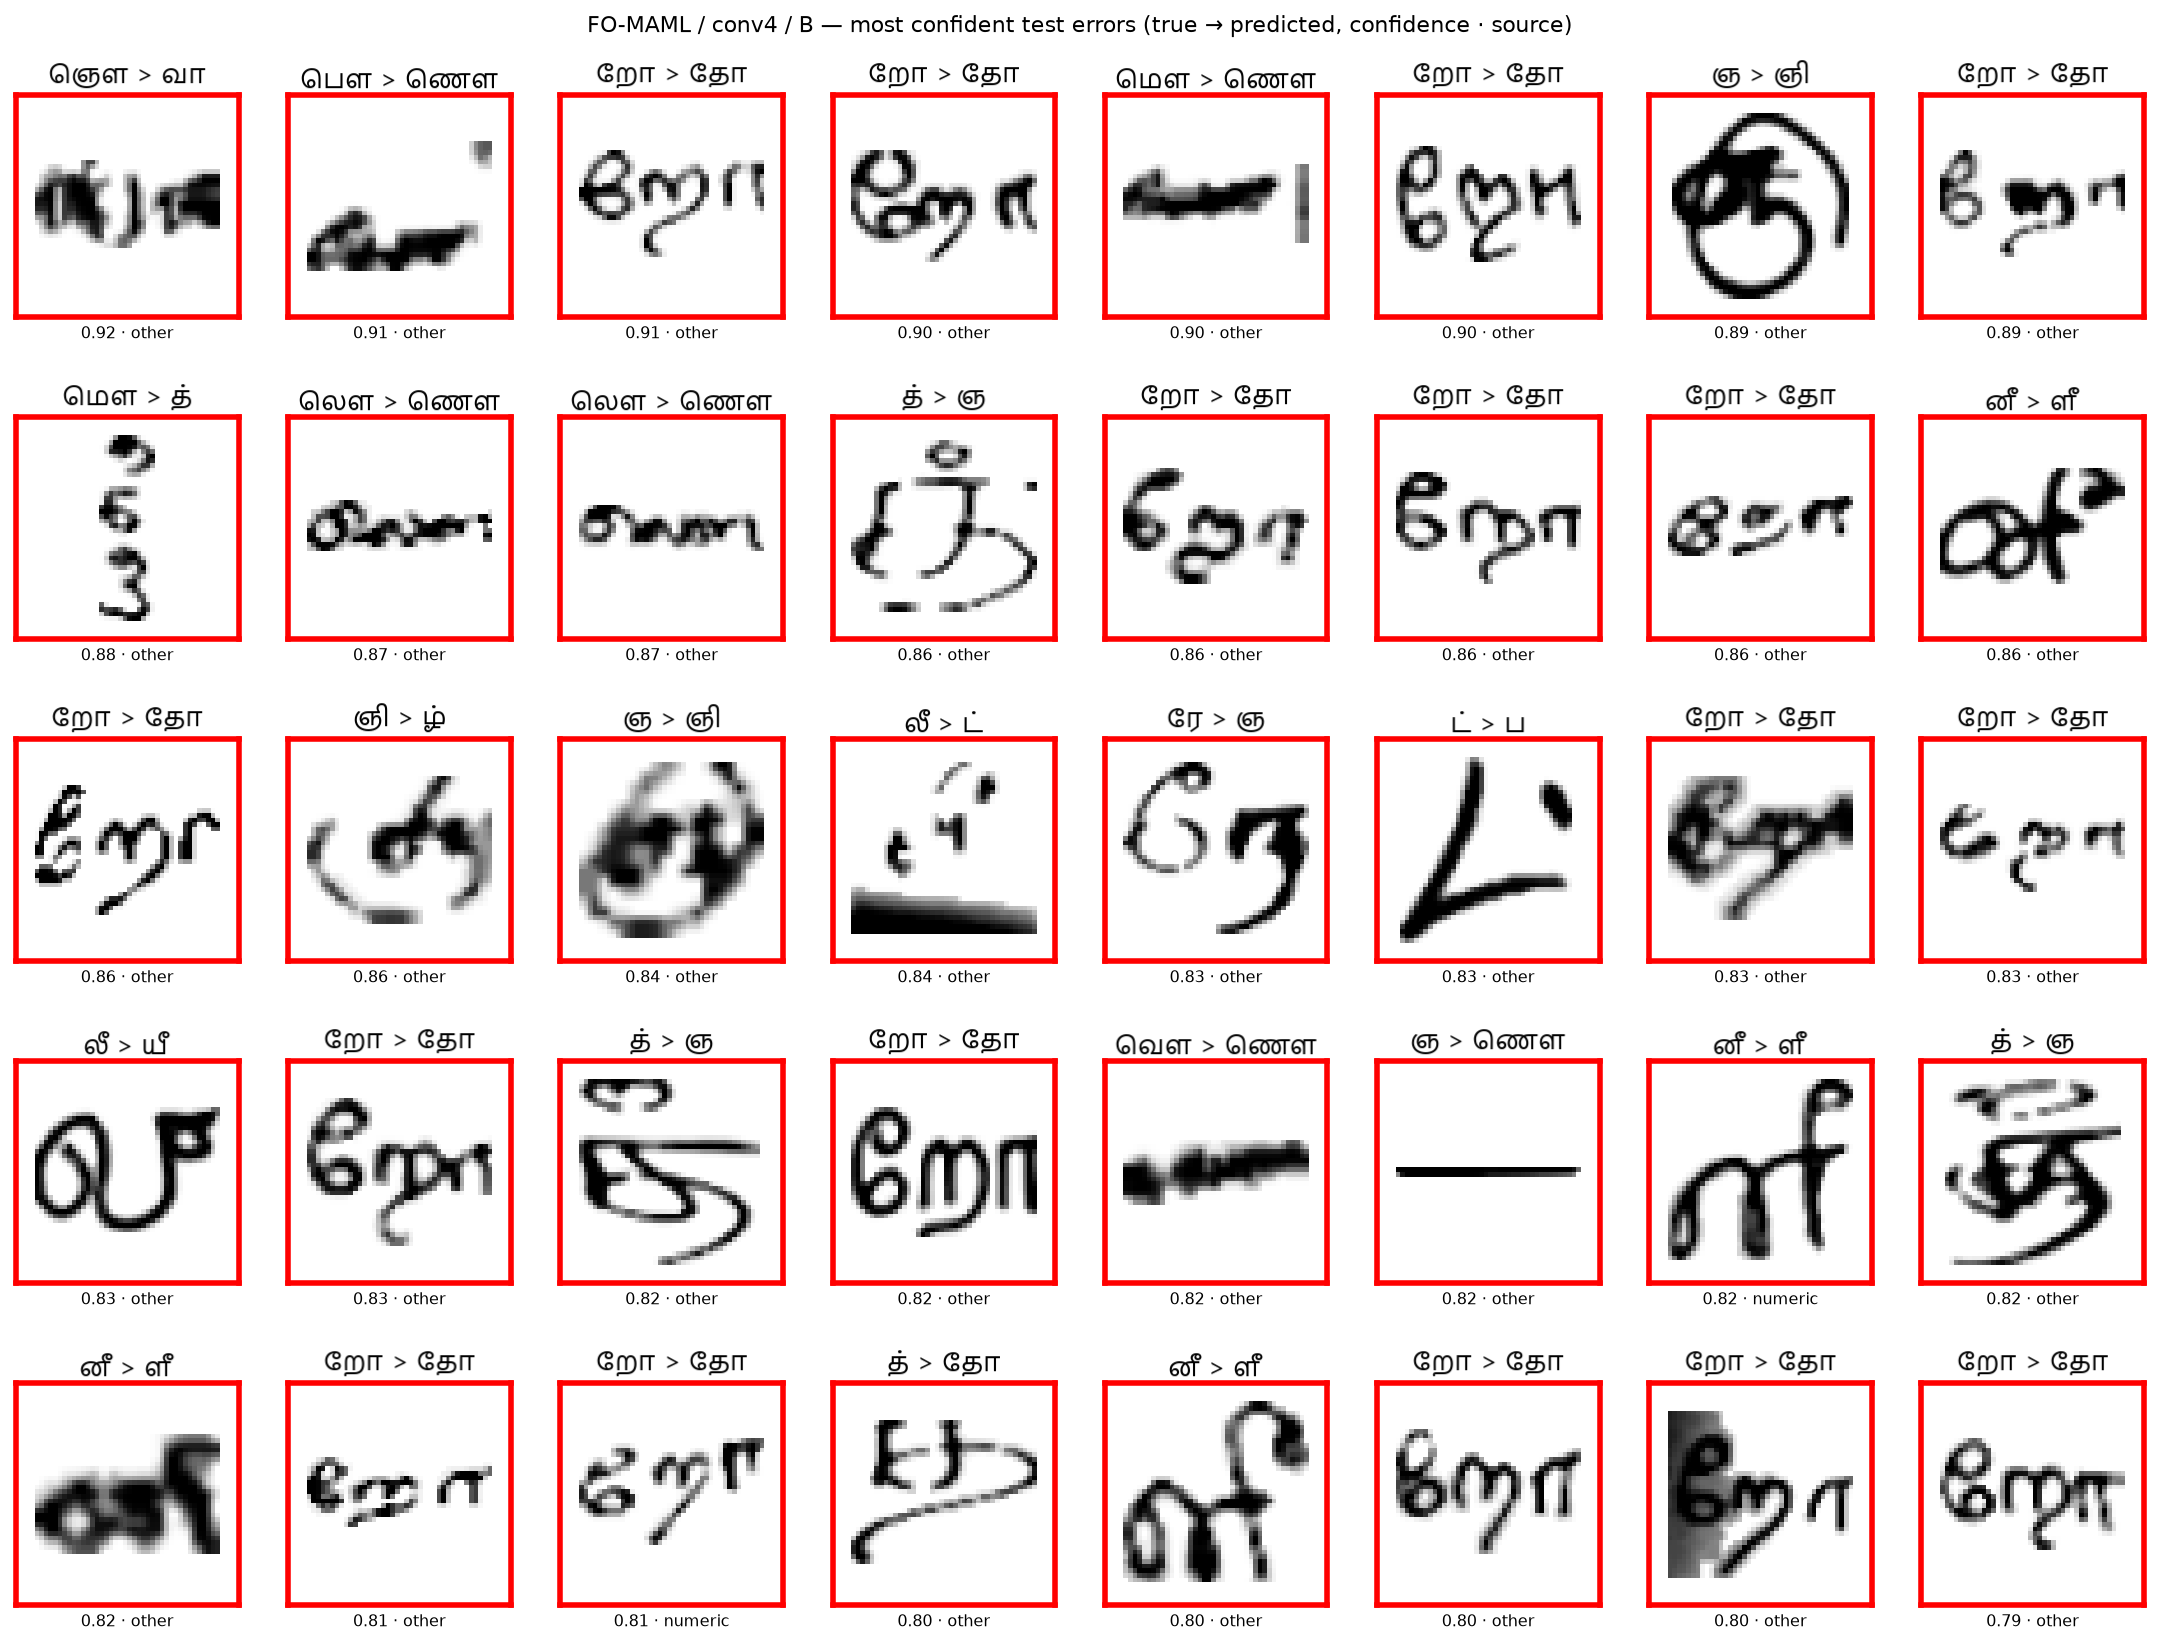 FO-MAML / conv4 / B — most confident test errors (true → predicted, confidence · source)
ஞௌ > வா பௌ > ணௌ றோ > தோ றோ > தோ மௌ > ணௌ றோ > தோ ஞ > ஞி றோ > தோ
0.92 · other 0.91 · other 0.91 · other 0.90 · other 0.90 · other 0.90 · other 0.89 · other 0.89 · other
மௌ > த் லௌ > ணௌ லௌ > ணௌ த் > ஞ றோ > தோ றோ > தோ றோ > தோ னீ > ளீ
0.88 · other 0.87 · other 0.87 · other 0.86 · other 0.86 · other 0.86 · other 0.86 · other 0.86 · other
றோ > தோ ஞி > ழ் ஞ > ஞி லீ > ட் ரே > ஞ ட் > ப றோ > தோ றோ > தோ
0.86 · other 0.86 · other 0.84 · other 0.84 · other 0.83 · other 0.83 · other 0.83 · other 0.83 · other
லீ > யீ றோ > தோ த் > ஞ றோ > தோ வௌ > ணௌ ஞ > ணௌ னீ > ளீ த் > ஞ
0.83 · other 0.83 · other 0.82 · other 0.82 · other 0.82 · other 0.82 · other 0.82 · numeric 0.82 · other
னீ > ளீ றோ > தோ றோ > தோ த் > தோ னீ > ளீ றோ > தோ றோ > தோ றோ > தோ
0.82 · other 0.81 · other 0.81 · numeric 0.80 · other 0.80 · other 0.80 · other 0.80 · other 0.79 · other